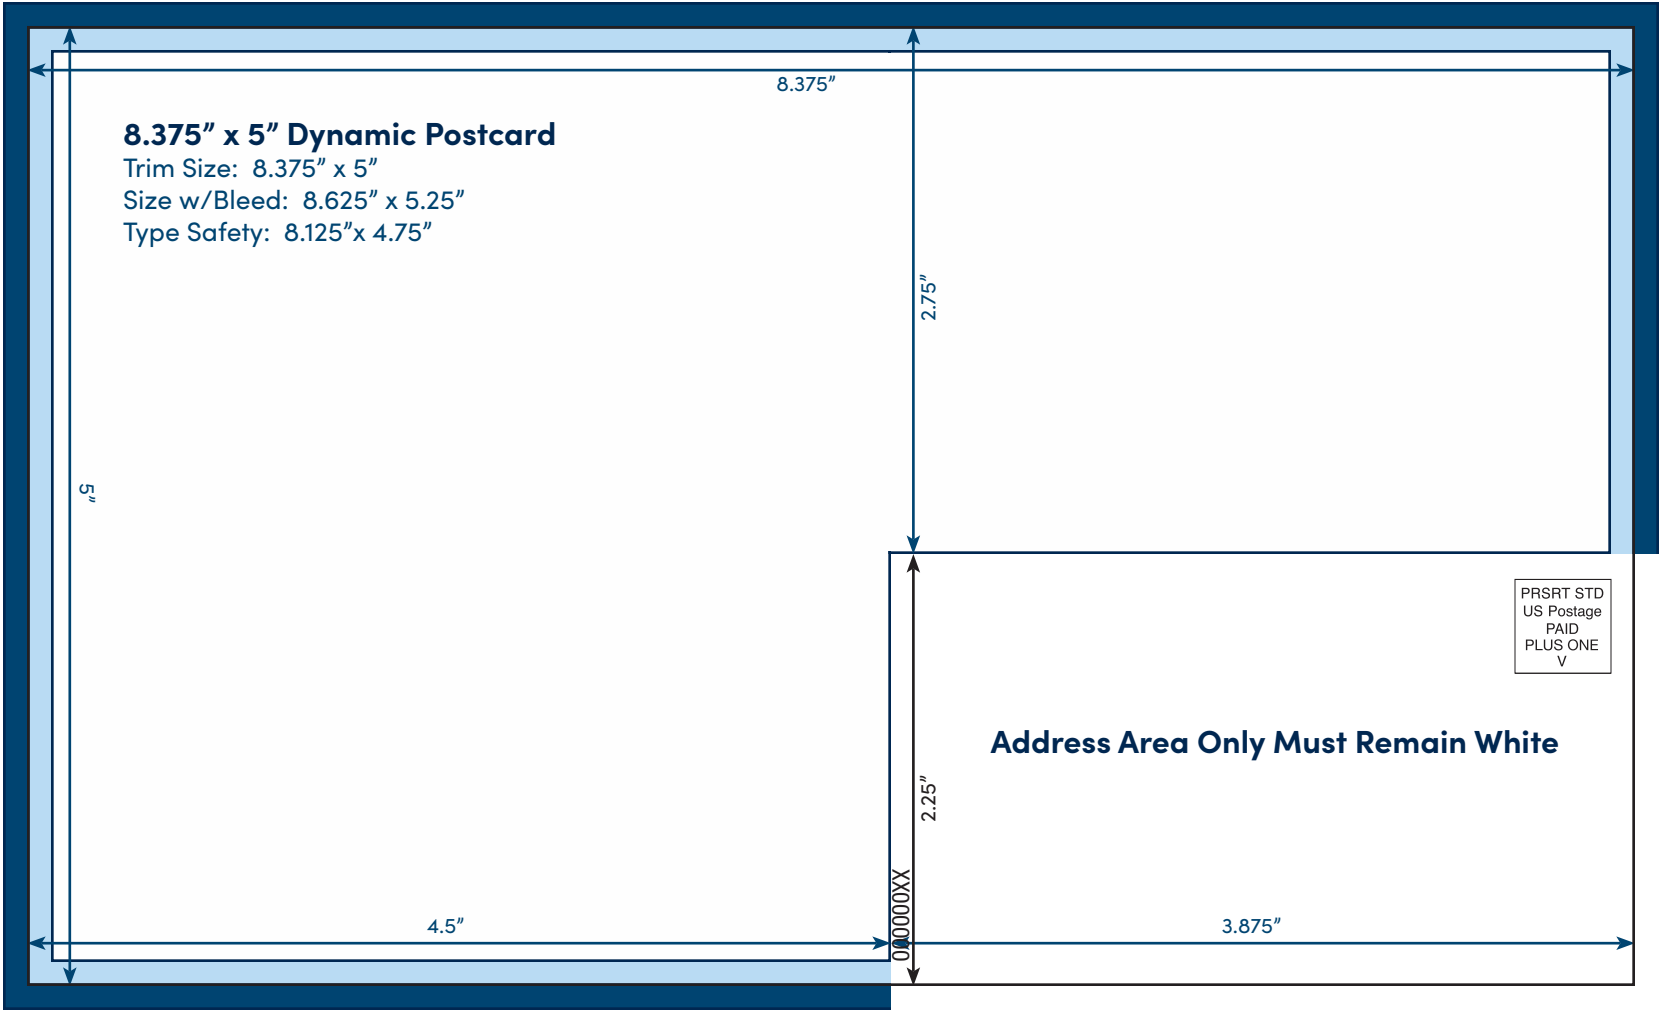 8.375”
8.375” x 5” Dynamic Postcard
Trim Size: 8.375” x 5”
Size w/Bleed: 8.625” x 5.25”
Type Safety: 8.125”x 4.75”
2.75”
5”
PRSRT STD
US Postage
PAID
PLUS ONE
V
Address Area Only Must Remain White
2.25”
000000XX
4.5”
3.875”